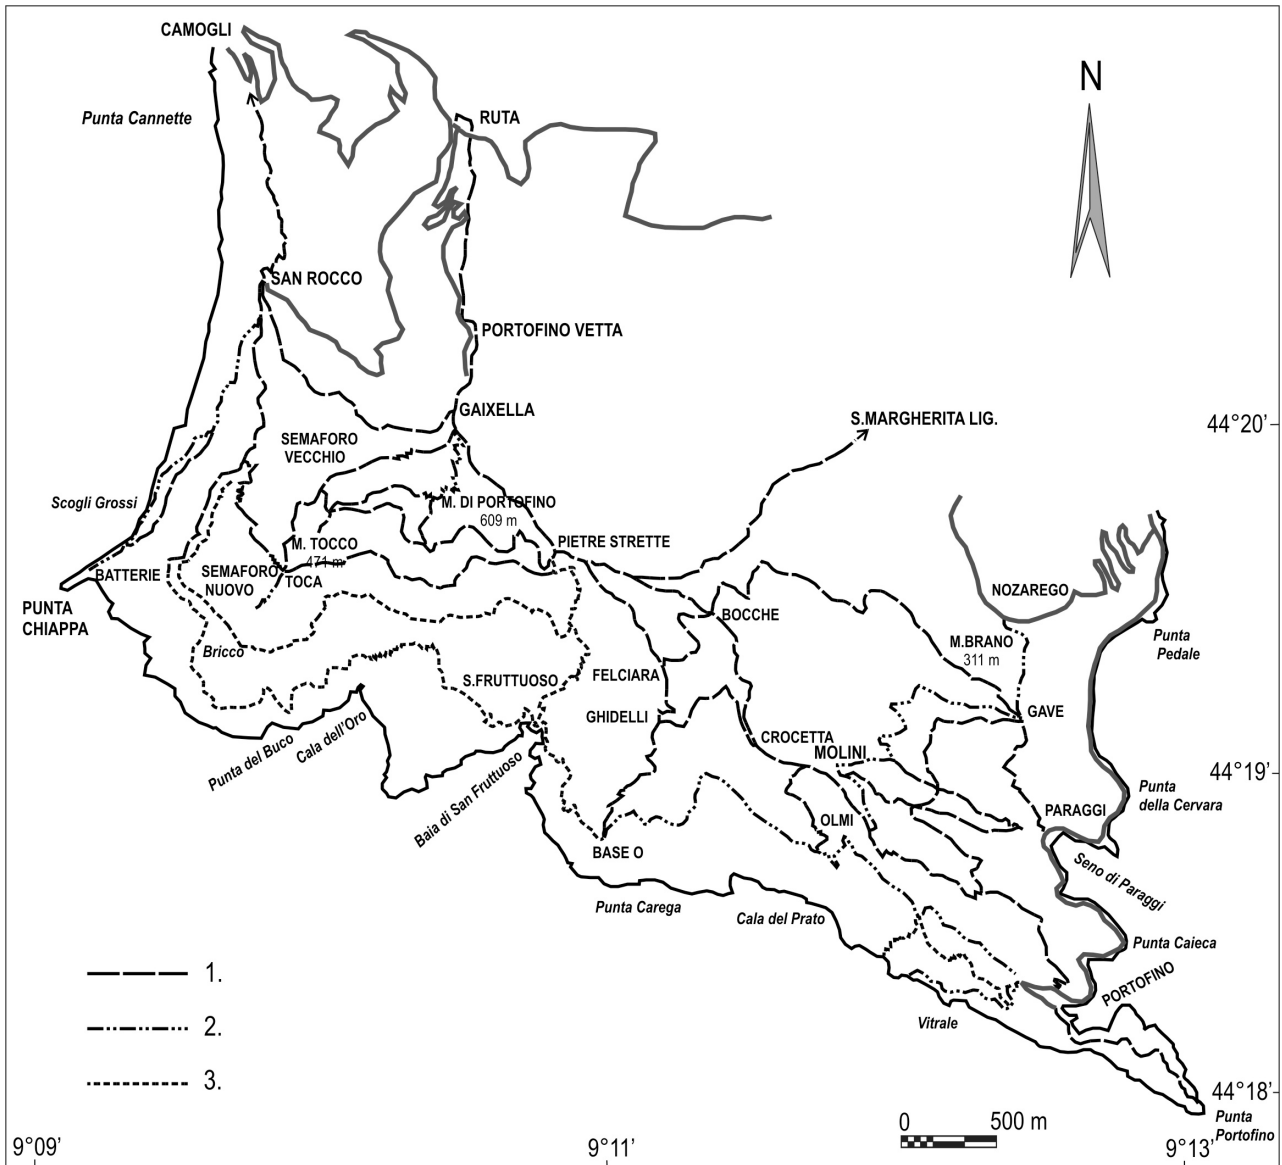 CAMOGLI
N
Punta Cannette
RUTA
SAN ROCCO
PORTOFINO VETTA
GAIXELLA
S.MARGHERITA LIG.
44°20'
SEMAFORO
VECCHIO
Scogli Grossi
M. DI PORTOFINO
609 m
M. TOCCO
471 m
PIETRE STRETTE
BATTERIE
SEMAFORO
NUOVO
TOCA
NOZAREGO
PUNTA
CHIAPPA
BOCCHE
M.BRANO
311 m
Punta
Pedale
Bricco
S.FRUTTUOSO
FELCIARA
GHIDELLI
GAVE
Punta del Buco
Cala dell'Oro
CROCETTA
MOLINI
44°19'
Baia di San Fruttuoso
Punta
della Cervara
PARAGGI
OLMI
BASE O
Seno di Paraggi
Punta Carega
Cala del Prato
Punta Caieca
1.
PORTOFINO
2.
Vitrale
3.
44°18'
0 500 m
Punta
Portofino
9°09'
9°11'
9°13'